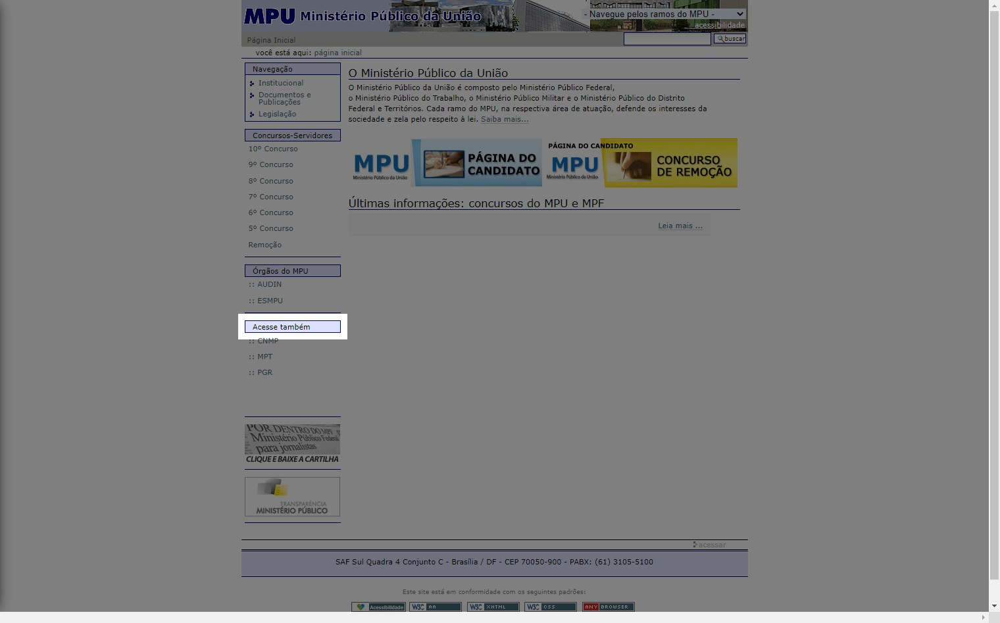 MPU Ministério Público da União
- Navegue pelos ramos do MPU -
acessibilidade
Página Inicial
buscar
você está aqui: página inicial
Navegação
Institucional
Documentos e
Publicações
Legislação
Concursos-Servidores
10º Concurso
9º Concurso
8º Concurso
7º Concurso
6º Concurso
5º Concurso
Remoção
Órgãos do MPU
:: AUDIN
:: ESMPU
Acesse também
:: CNMP
:: MPT
:: PGR
POR DENTRO DO MPF
Ministério Público Federal
para jornalistas
CLIQUE E BAIXE A CARTILHA
TRANSPARÊNCIA
MINISTÉRIO PÚBLICO
O Ministério Público da União
O Ministério Público da União é composto pelo Ministério Público Federal,
o Ministério Público do Trabalho, o Ministério Público Militar e o Ministério Público do Distrito
Federal e Territórios. Cada ramo do MPU, na respectiva área de atuação, defende os interesses da
sociedade e zela pelo respeito à lei. Saiba mais...
MPU
Ministério Público da União
PÁGINA DO
CANDIDATO
PÁGINA DO CANDIDATO
MPU
Ministério Público da União
CONCURSO
DE REMOÇÃO
Últimas informações: concursos do MPU e MPF
Leia mais ...
acessar
SAF Sul Quadra 4 Conjunto C - Brasília / DF - CEP 70050-900 - PABX: (61) 3105-5100
Este site está em conformidade com os seguintes padrões:
Acessibilidade
W3C AA
W3C XHTML
W3C CSS
ANY BROWSER